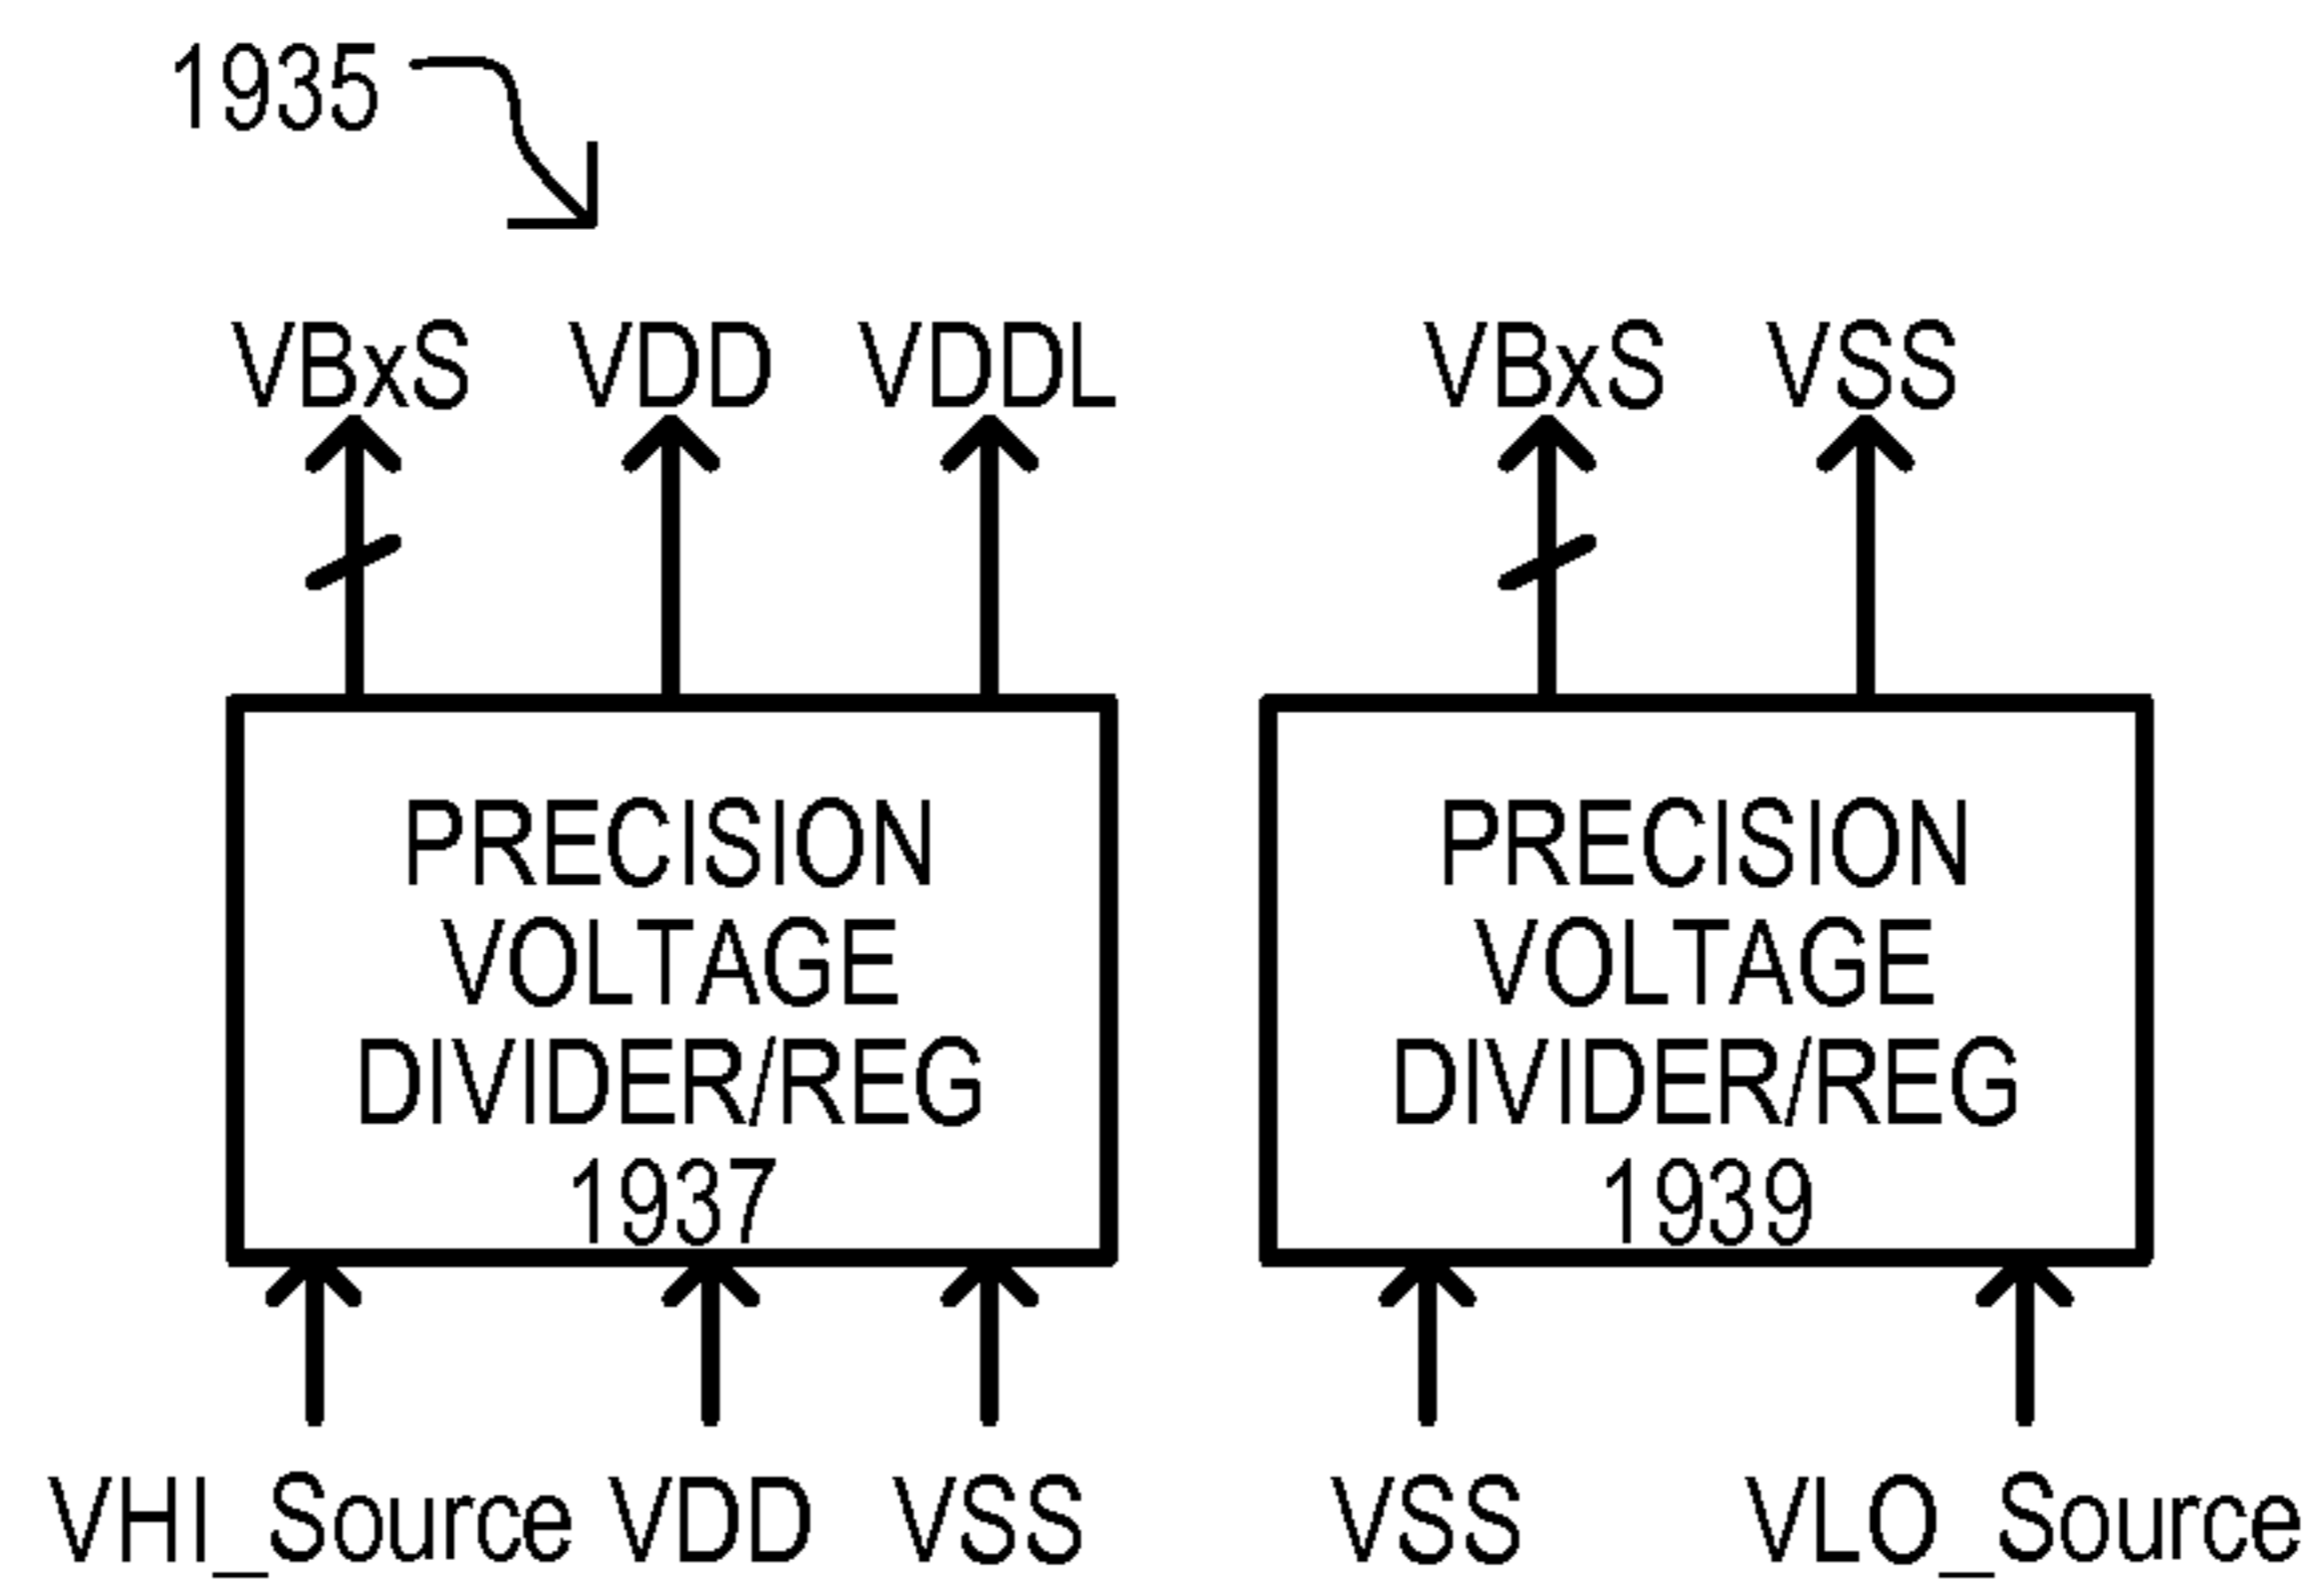 1935
VBxS VDD VDDL VBxS VSS
PRECISION
VOLTAGE
DIVIDER/REG
1937
PRECISION
VOLTAGE
DIVIDER/REG
1939
VHI_Source VDD VSS VSS VLO_Source